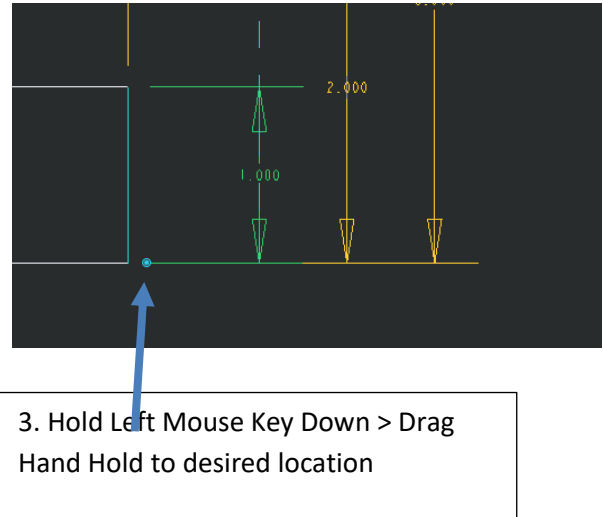 2.000
1.000
3. Hold Left Mouse Key Down > Drag
Hand Hold to desired location